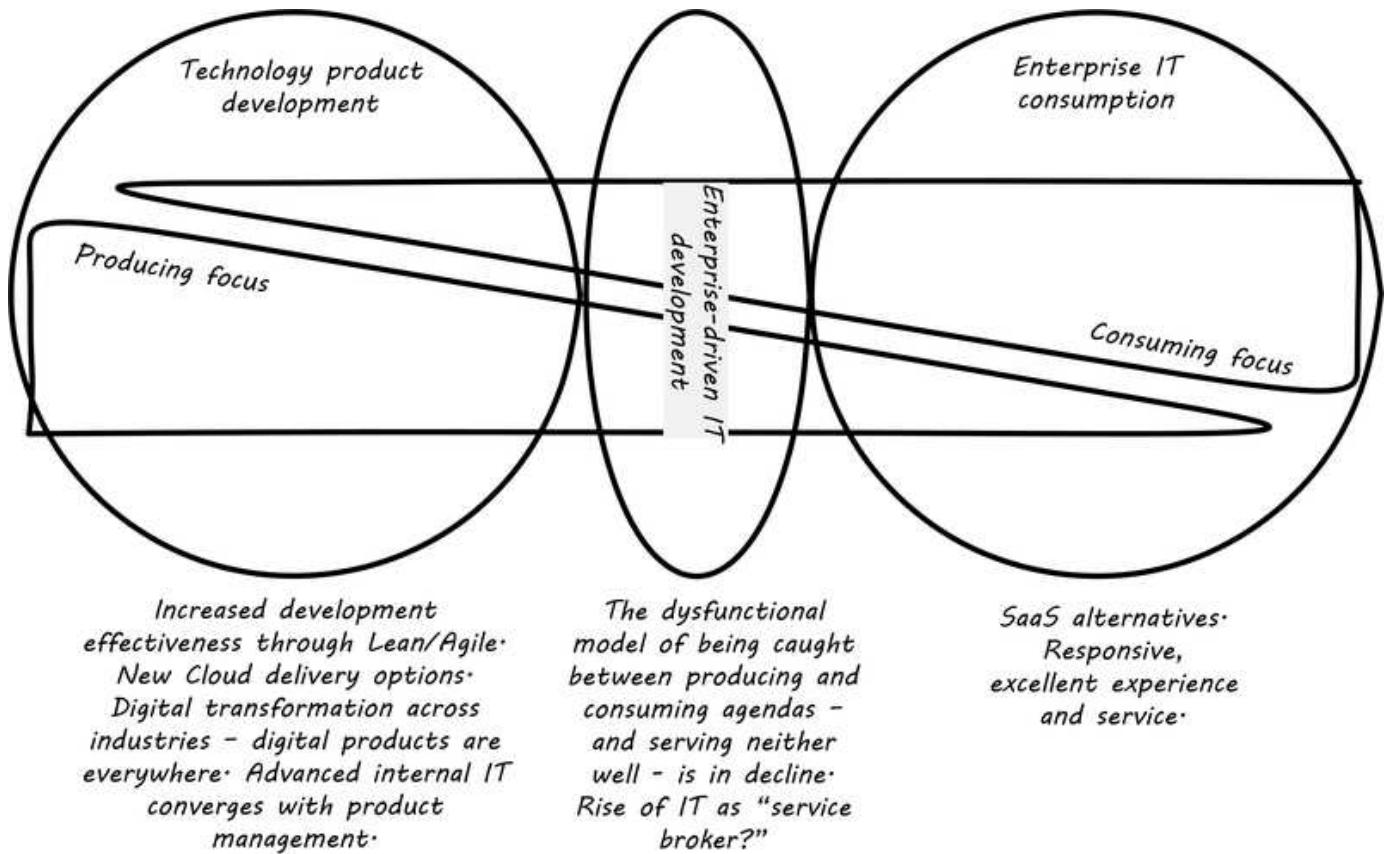 Technology product
development
Enterprise IT
consumption
Producing focus
Enterprise-driven IT
development
Consuming focus
Increased development
effectiveness through Lean/Agile.
New Cloud delivery options.
Digital transformation across
industries - digital products are
everywhere. Advanced internal IT
converges with product
management.
The dysfunctional
model of being caught
between producing and
consuming agendas -
and serving neither
well - is in decline.
Rise of IT as “service
broker?”
SaaS alternatives.
Responsive,
excellent experience
and service.